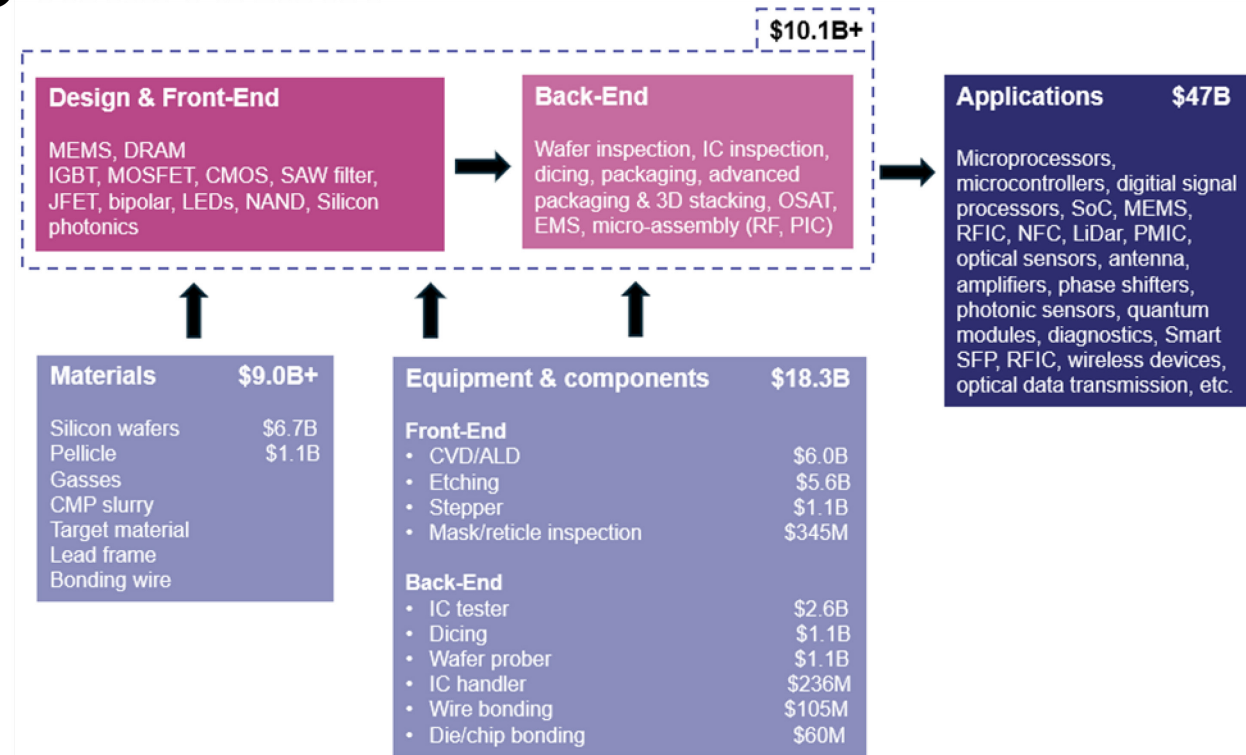 $10.1B+
Design & Front-End
MEMS, DRAM
IGBT, MOSFET, CMOS, SAW filter,
JFET, bipolar, LEDs, NAND, Silicon
photonics
Back-End
Wafer inspection, IC inspection,
dicing, packaging, advanced
packaging & 3D stacking, OSAT,
EMS, micro-assembly (RF, PIC)
Applications $47B
Microprocessors,
microcontrollers, digitial signal
processors, SoC, MEMS,
RFIC, NFC, LiDar, PMIC,
optical sensors, antenna,
amplifiers, phase shifters,
photonic sensors, quantum
modules, diagnostics, Smart
SFP, RFIC, wireless devices,
optical data transmission, etc.
Materials $9.0B+
Silicon wafers $6.7B
Pellicle $1.1B
Gasses
CMP slurry
Target material
Lead frame
Bonding wire
Equipment & components $18.3B
Front-End
• CVD/ALD $6.0B
• Etching $5.6B
• Stepper $1.1B
• Mask/reticle inspection $345M
Back-End
• IC tester $2.6B
• Dicing $1.1B
• Wafer prober $1.1B
• IC handler $236M
• Wire bonding $105M
• Die/chip bonding $60M